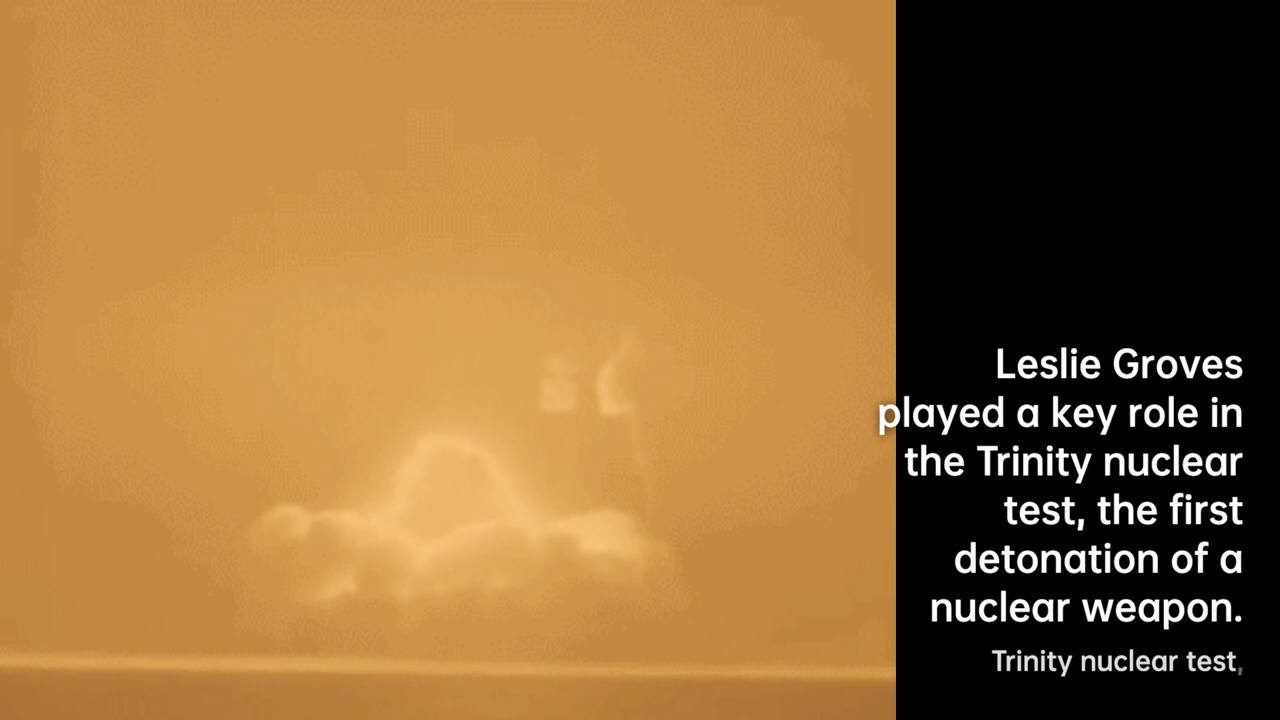 Leslie Groves
played a key role in
the Trinity nuclear
test, the first
detonation of a
nuclear weapon.
Trinity nuclear test,